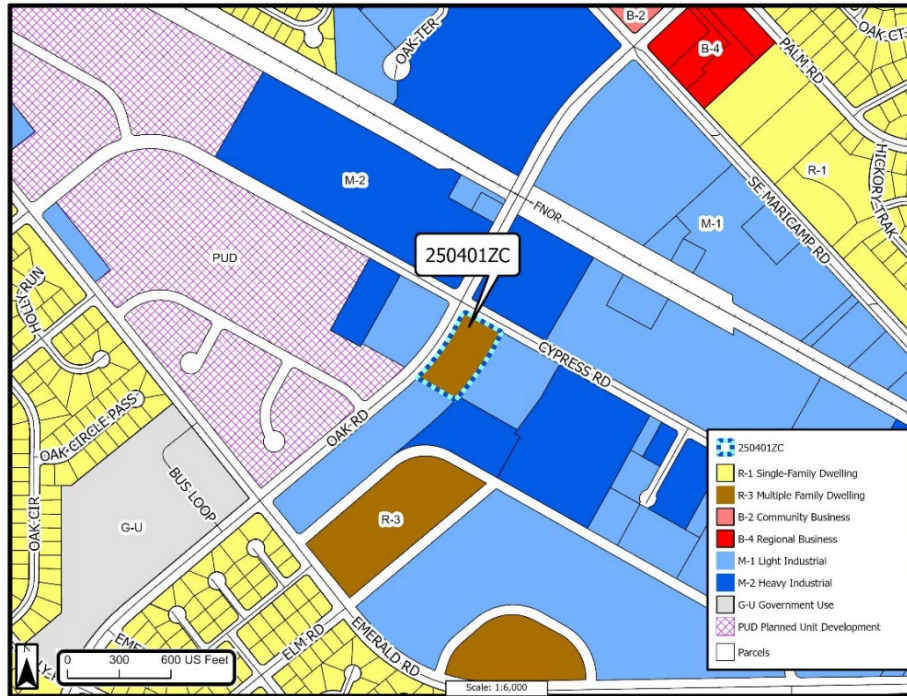 OAK-TER
B-2
B-4
PALM RD
OAK-CT
HICKORY-TRAK
R-1
SE MARICAMP RD
M-2
M-1
FNOR
PUD
250401ZC
HOLLY-RUN
CYPRESS RD
OAK-RD
OAK CIRCLE PASS
OAK-CIR
BUS LOOP
G-U
R-3
ELM RD
EMERALD RD
250401ZC
R-1 Single-Family Dwelling
R-3 Multiple Family Dwelling
B-2 Community Business
B-4 Regional Business
M-1 Light Industrial
M-2 Heavy Industrial
G-U Government Use
PUD Planned Unit Development
Parcels
0 300 600 US Feet
Scale: 1:6,000